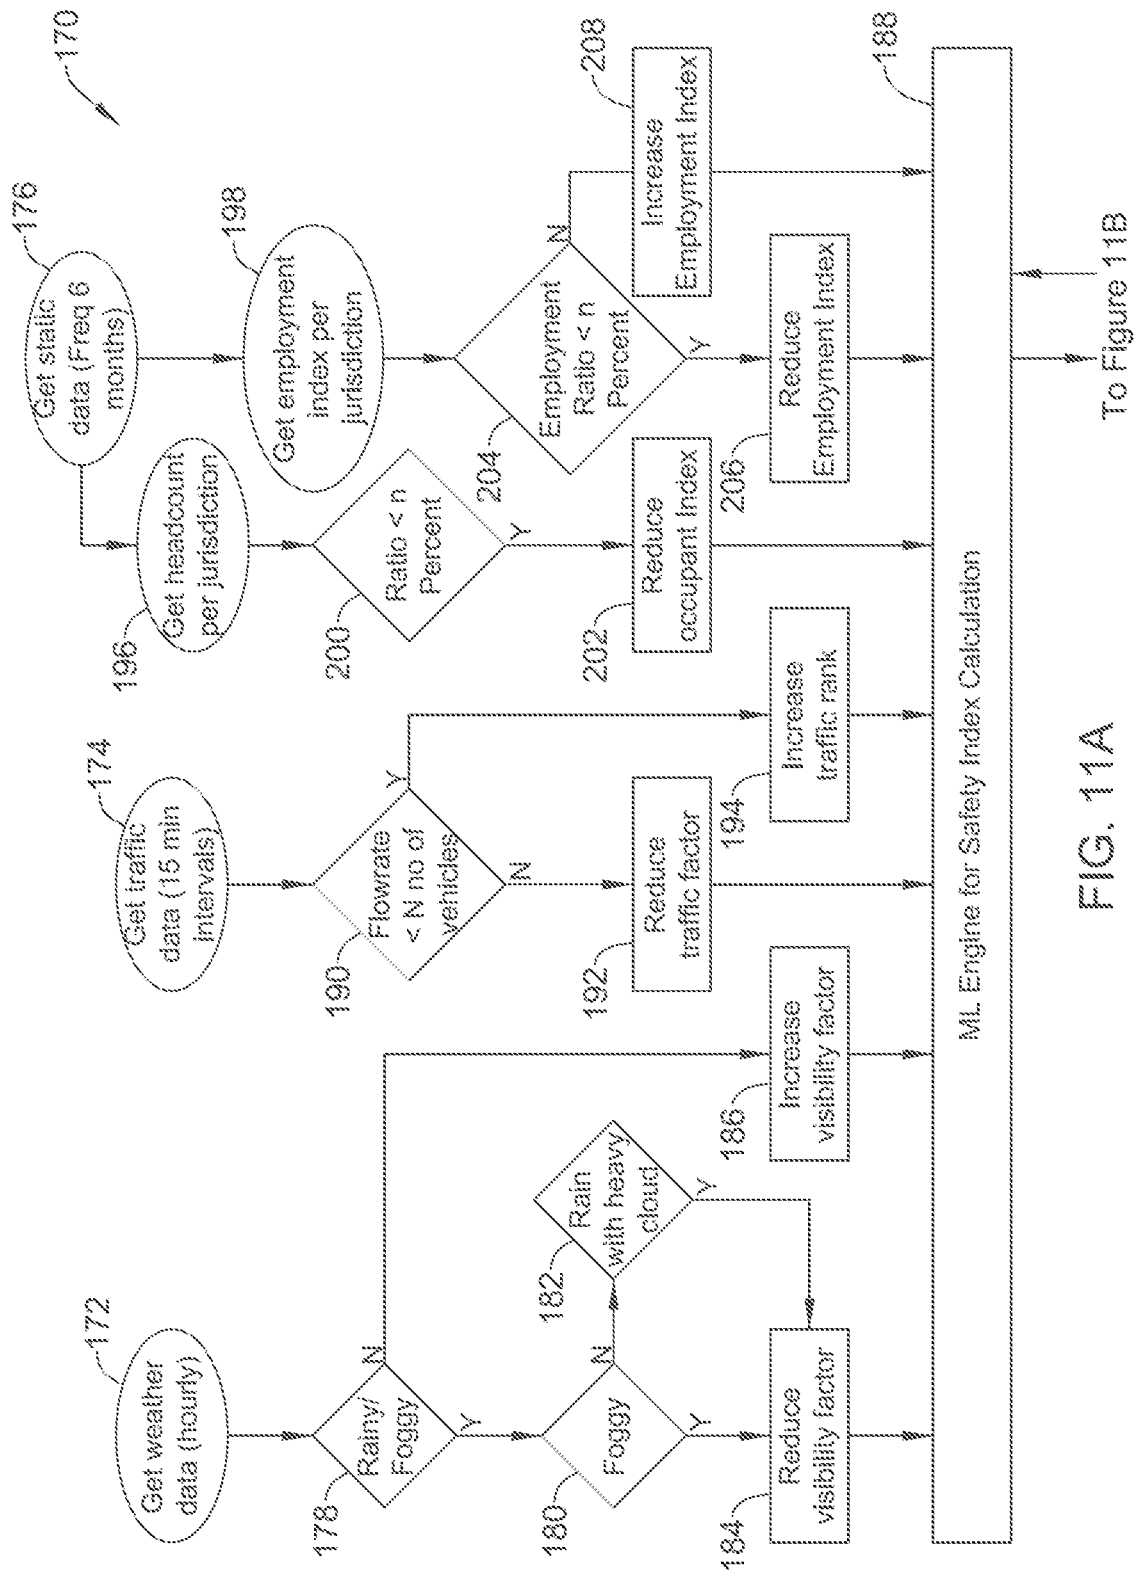 170
172
Get weather
data (hourly)
178
Rainy/
Foggy
N
Y
180
Foggy
N
Y
182
Rain
with heavy
cloud
Y
184
Reduce
visibility factor
186
Increase
visibility factor
174
Get traffic
data (15 min
intervals)
190
Flowrate
< N no of
vehicles
Y
N
192
Reduce
traffic factor
194
Increase
traffic rank
176
Get static
data (Freq 6
months)
196
Get headcount
per jurisdiction
200
Ratio < n
Percent
Y
202
Reduce
occupant Index
198
Get employment
index per
jurisdiction
204
Employment
Ratio < n
Percent
N
Y
206
Reduce
Employment Index
208
Increase
Employment Index
188
ML Engine for Safety Index Calculation
To Figure 11B
FIG. 11A